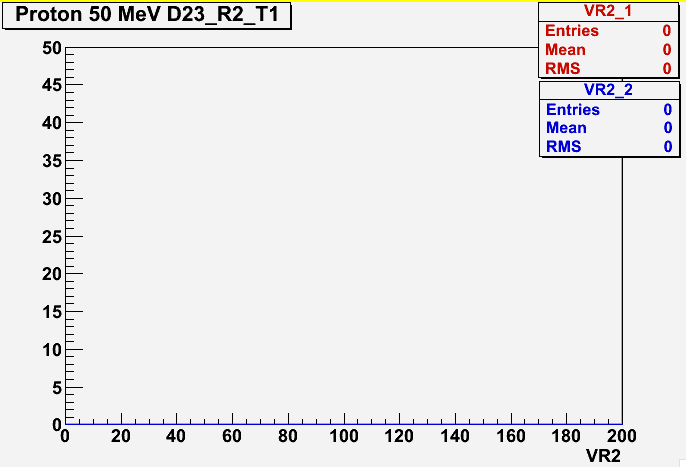 Proton 50 MeV D23_R2_T1
VR2_1
Entries 0
Mean 0
RMS 0
VR2_2
Entries 0
Mean 0
RMS 0
50
45
40
35
30
25
20
15
10
5
0
0 20 40 60 80 100 120 140 160 180 200
VR2